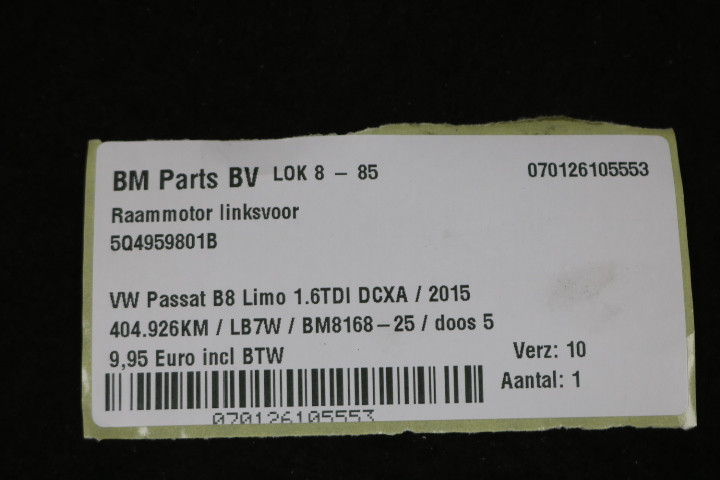 BM Parts BV LOK 8 – 85 070126105553
Raammotor linksvoor
5Q4959801B
VW Passat B8 Limo 1.6TDI DCXA / 2015
404.926KM / LB7W / BM8168-25 / doos 5
9,95 Euro incl BTW Verz: 10
Aantal: 1
070126105553